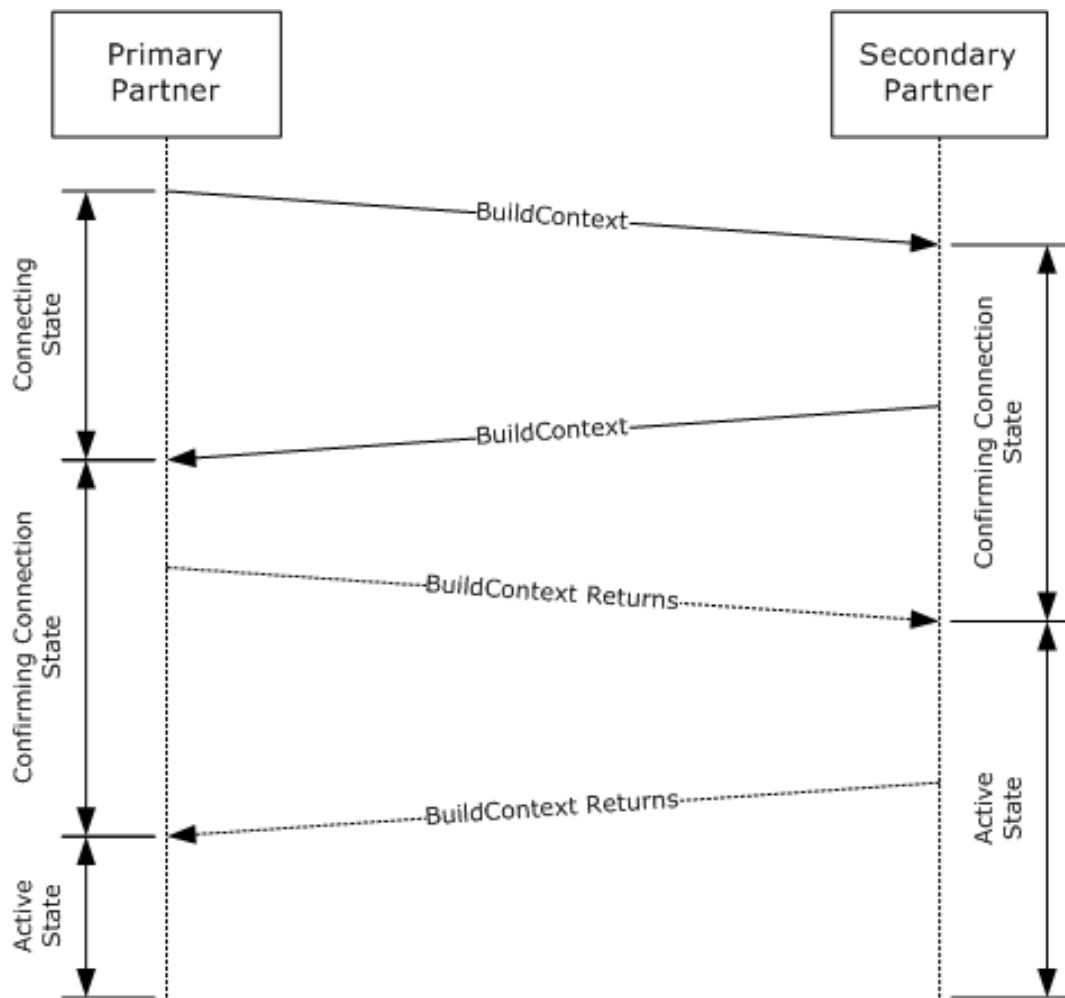 Primary
Partner
Secondary
Partner
BuildContext
Connecting
State
Confirming Connection
State
BuildContext
BuildContext Returns
Confirming Connection
State
BuildContext Returns
Active
State
Active
State